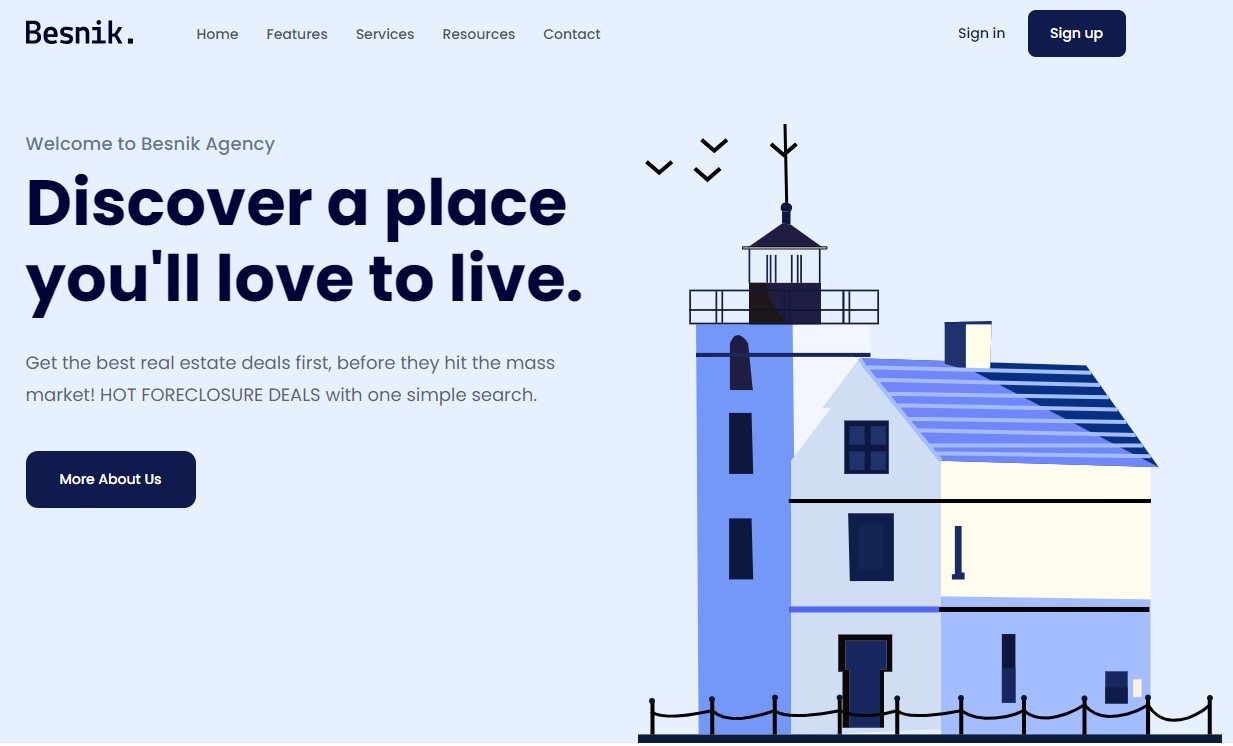 Besnik.
Home Features Services Resources Contact
Sign in Sign up
Welcome to Besnik Agency
Discover a place
you'll love to live.
Get the best real estate deals first, before they hit the mass
market! HOT FORECLOSURE DEALS with one simple search.
More About Us